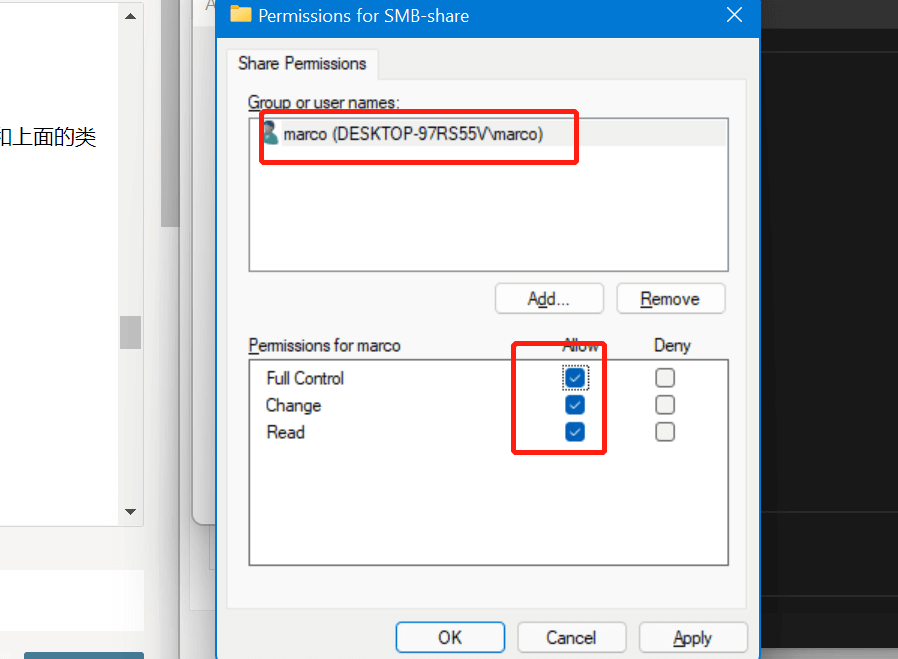 Permissions for SMB-share
Share Permissions
Group or user names:
和上面的类
marco (DESKTOP-97RS55V\marco)
Add...
Remove
Permissions for marco
Allow
Deny
Full Control
Change
Read
OK
Cancel
Apply